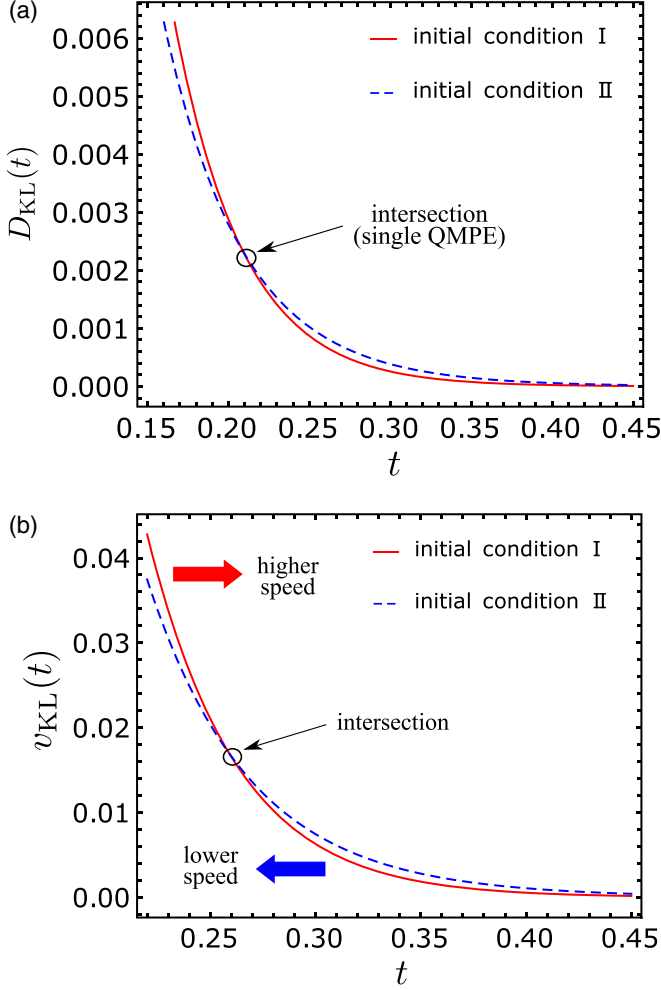 (a)
0.006
0.005
0.004
0.003
0.002
0.001
0.000
D_KL(t)
initial condition I
initial condition II
intersection
(single QMPE)
0.15 0.20 0.25 0.30 0.35 0.40 0.45
t
(b)
0.04
0.03
0.02
0.01
0.00
v_KL(t)
initial condition I
initial condition II
higher
speed
intersection
lower
speed
0.25 0.30 0.35 0.40 0.45
t